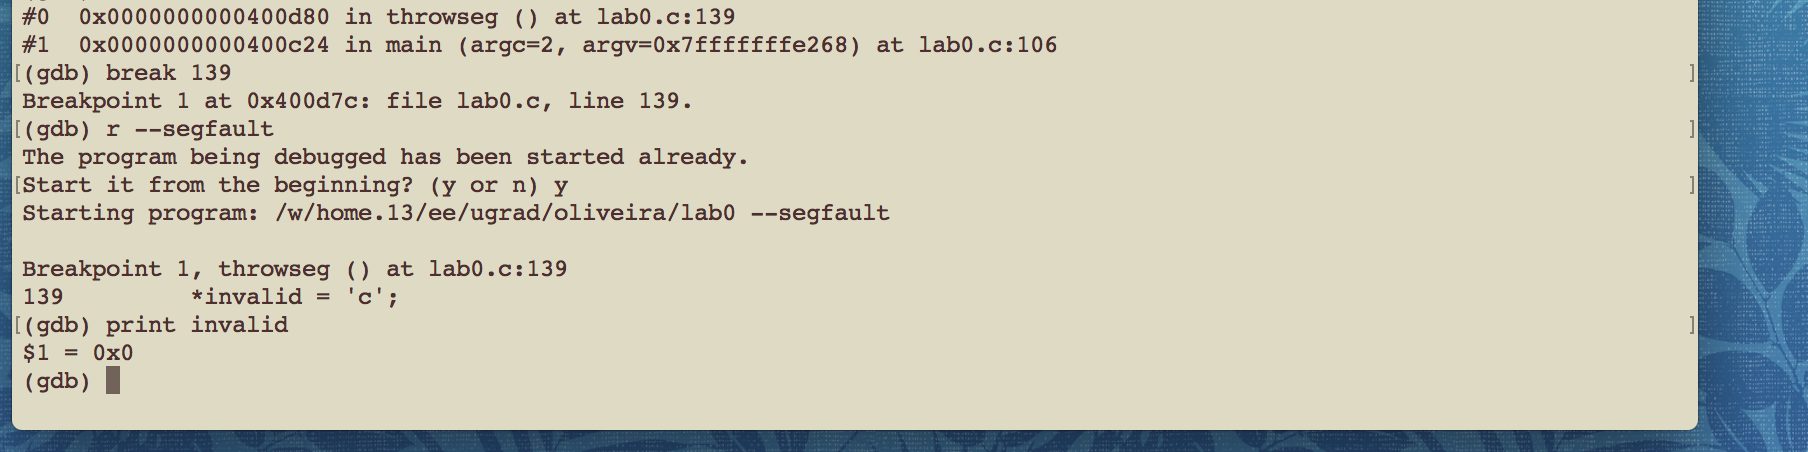 #0  0x0000000000400d80 in throwseg () at lab0.c:139
#1  0x0000000000400c24 in main (argc=2, argv=0x7fffffffe268) at lab0.c:106
[(gdb) break 139 ]
Breakpoint 1 at 0x400d7c: file lab0.c, line 139.
[(gdb) r --segfault ]
The program being debugged has been started already.
[Start it from the beginning? (y or n) y ]
Starting program: /w/home.13/ee/ugrad/oliveira/lab0 --segfault
Breakpoint 1, throwseg () at lab0.c:139
139         *invalid = 'c';
[(gdb) print invalid ]
$1 = 0x0
(gdb)